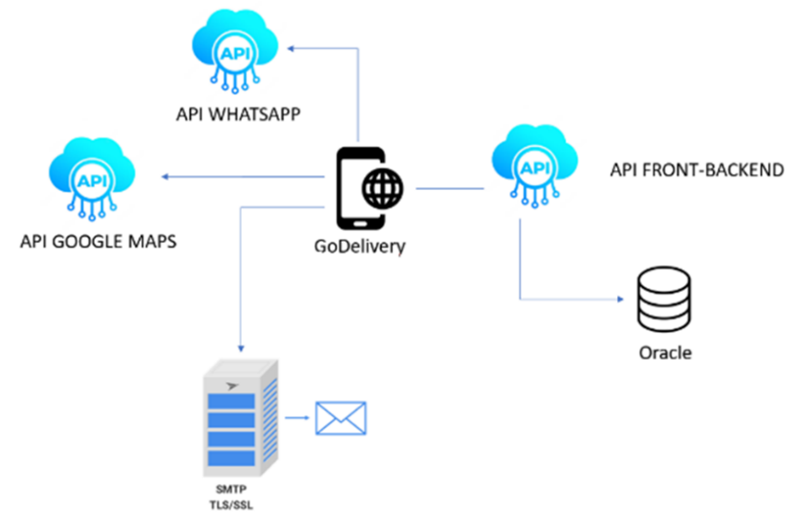 API
API WHATSAPP
API
API GOOGLE MAPS
GoDelivery
API
API FRONT-BACKEND
Oracle
SMTP
TLS/SSL